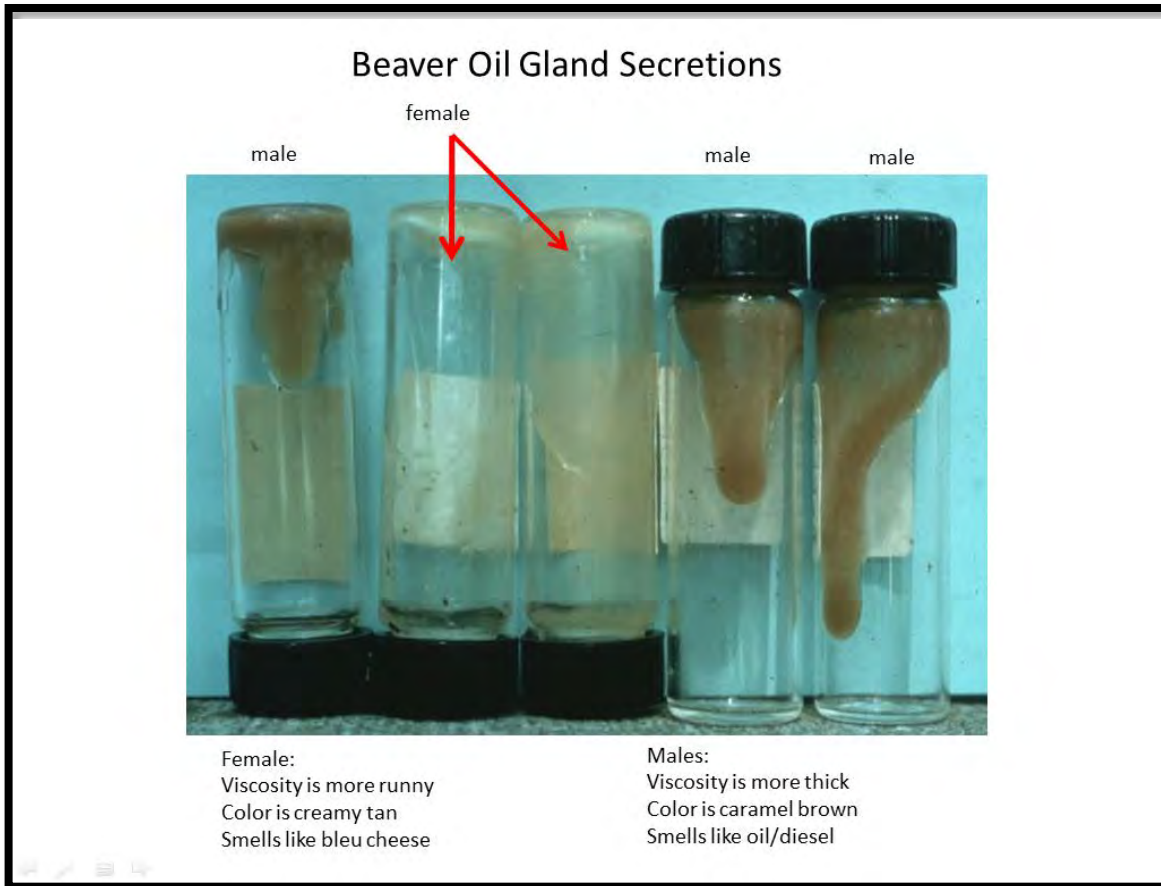 Beaver Oil Gland Secretions
female
male
male
male
Female:
Viscosity is more runny
Color is creamy tan
Smells like bleu cheese
Males:
Viscosity is more thick
Color is caramel brown
Smells like oil/diesel